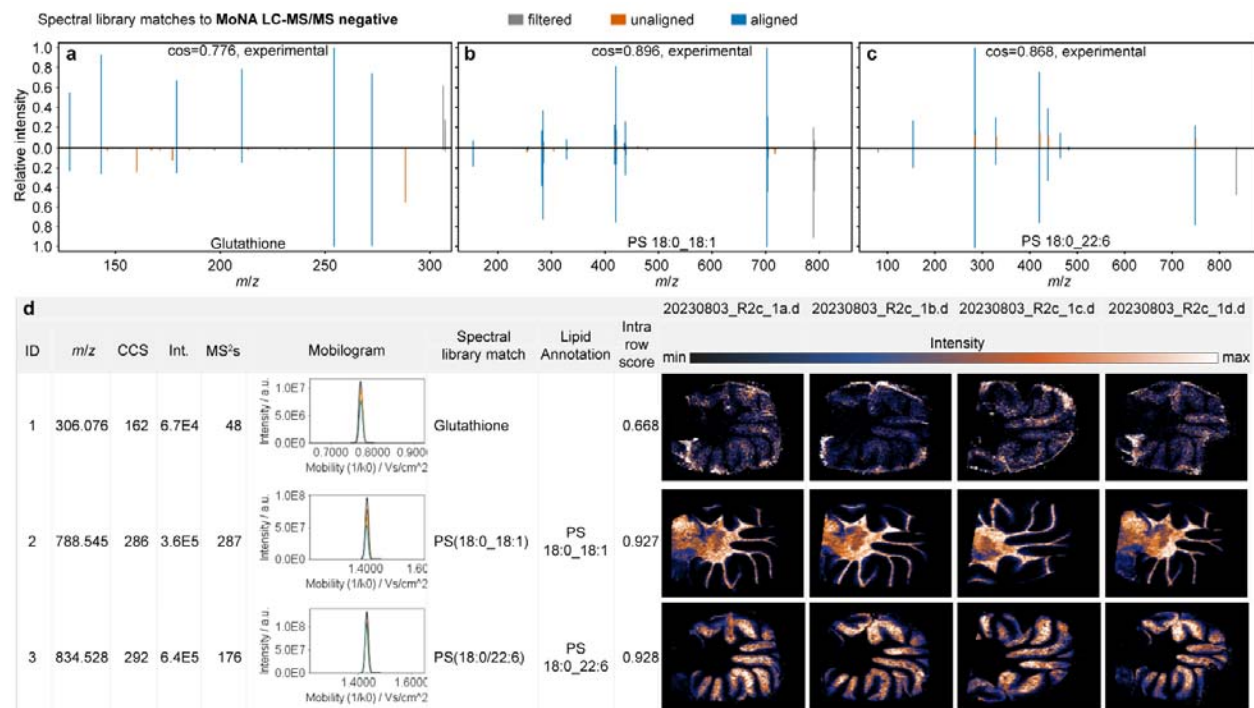 Spectral library matches to MoNA LC-MS/MS negative
filtered
unaligned
aligned
Relative intensity
1.0
0.8
0.6
0.4
0.2
0.0
0.2
0.4
0.6
0.8
1.0
a
cos=0.776, experimental
Glutathione
150 200 250 300
m/z
b
cos=0.896, experimental
PS 18:0_18:1
200 300 400 500 600 700 800
m/z
c
cos=0.868, experimental
PS 18:0_22:6
100 200 300 400 500 600 700 800
m/z
d
20230803_R2c_1a.d 20230803_R2c_1b.d 20230803_R2c_1c.d 20230803_R2c_1d.d
ID m/z CCS Int. MS²s Mobilogram
Spectral
library match
Lipid
Annotation
Intra
row
score
Intensity
min max
1 306.076 162 6.7E4 48
Intensity / a.u.
1.0E7
5.0E6
0.0E0
0.7000 0.8000 0.9000
Mobility (1/k0) / Vs/cm^2
Glutathione
0.668
2 788.545 286 3.6E5 287
Intensity / a.u.
1.0E8
5.0E7
0.0E0
1.4000 1.60
Mobility (1/k0) / Vs/cm^2
PS(18:0_18:1)
PS
18:0_18:1
0.927
3 834.528 292 6.4E5 176
Intensity / a.u.
1.0E8
5.0E7
0.0E0
1.4000 1.6000
Mobility (1/k0) / Vs/cm^2
PS(18:0/22:6)
PS
18:0_22:6
0.928